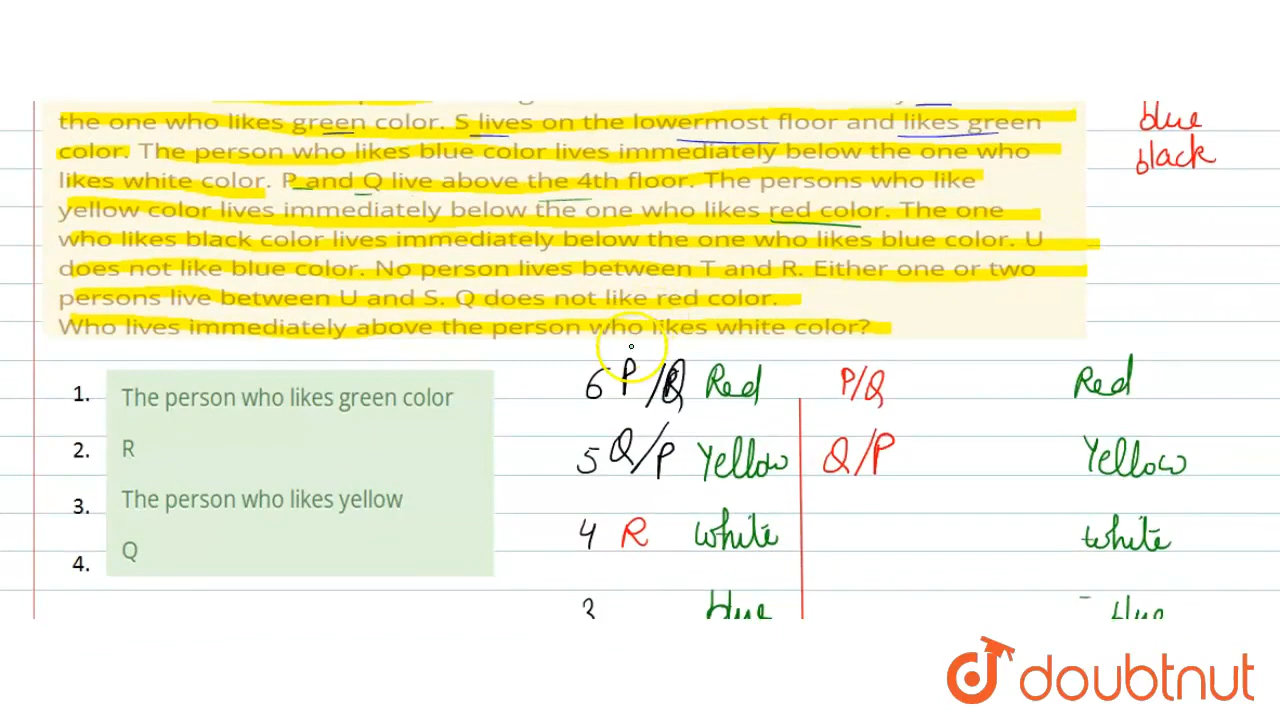 the one who likes green color. S lives on the lowermost floor and likes green
color. The person who likes blue color lives immediately below the one who
likes white color. P and Q live above the 4th floor. The persons who like
yellow color lives immediately below the one who likes red color. The one
who likes black color lives immediately below the one who likes blue color. U
does not like blue color. No person lives between T and R. Either one or two
persons live between U and S. Q does not like red color.
Who lives immediately above the person who likes white color?
blue
black
1. The person who likes green color
2. R
3. The person who likes yellow
4. Q
6 P/Q Red P/Q Red
5 Q/P Yellow Q/P Yellow
4 R White White
3 blue blue
doubtnut